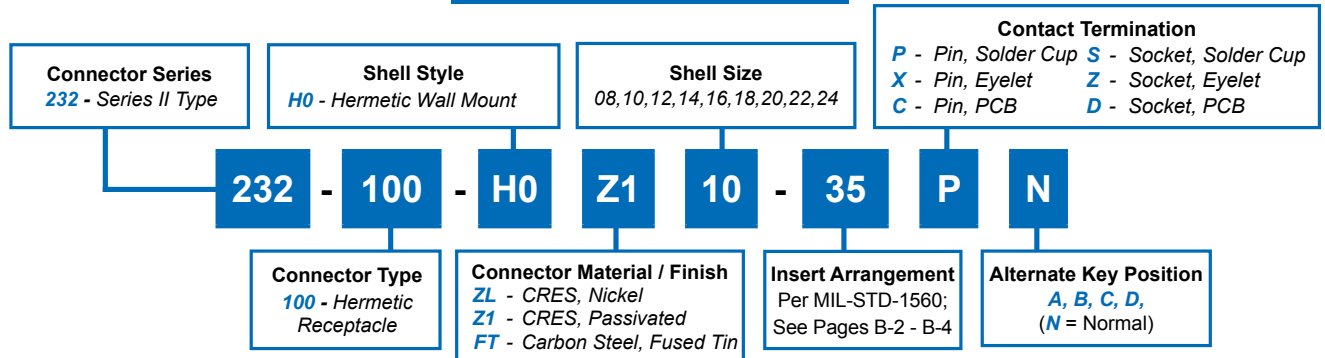 Connector Series
232 - Series II Type
Shell Style
H0 - Hermetic Wall Mount
Shell Size
08,10,12,14,16,18,20,22,24
Contact Termination
P - Pin, Solder Cup S - Socket, Solder Cup
X - Pin, Eyelet Z - Socket, Eyelet
C - Pin, PCB D - Socket, PCB
232 - 100 - H0 Z1 10 - 35 P N
Connector Type
100 - Hermetic
Receptacle
Connector Material / Finish
ZL - CRES, Nickel
Z1 - CRES, Passivated
FT - Carbon Steel, Fused Tin
Insert Arrangement
Per MIL-STD-1560;
See Pages B-2 - B-4
Alternate Key Position
A, B, C, D,
(N = Normal)